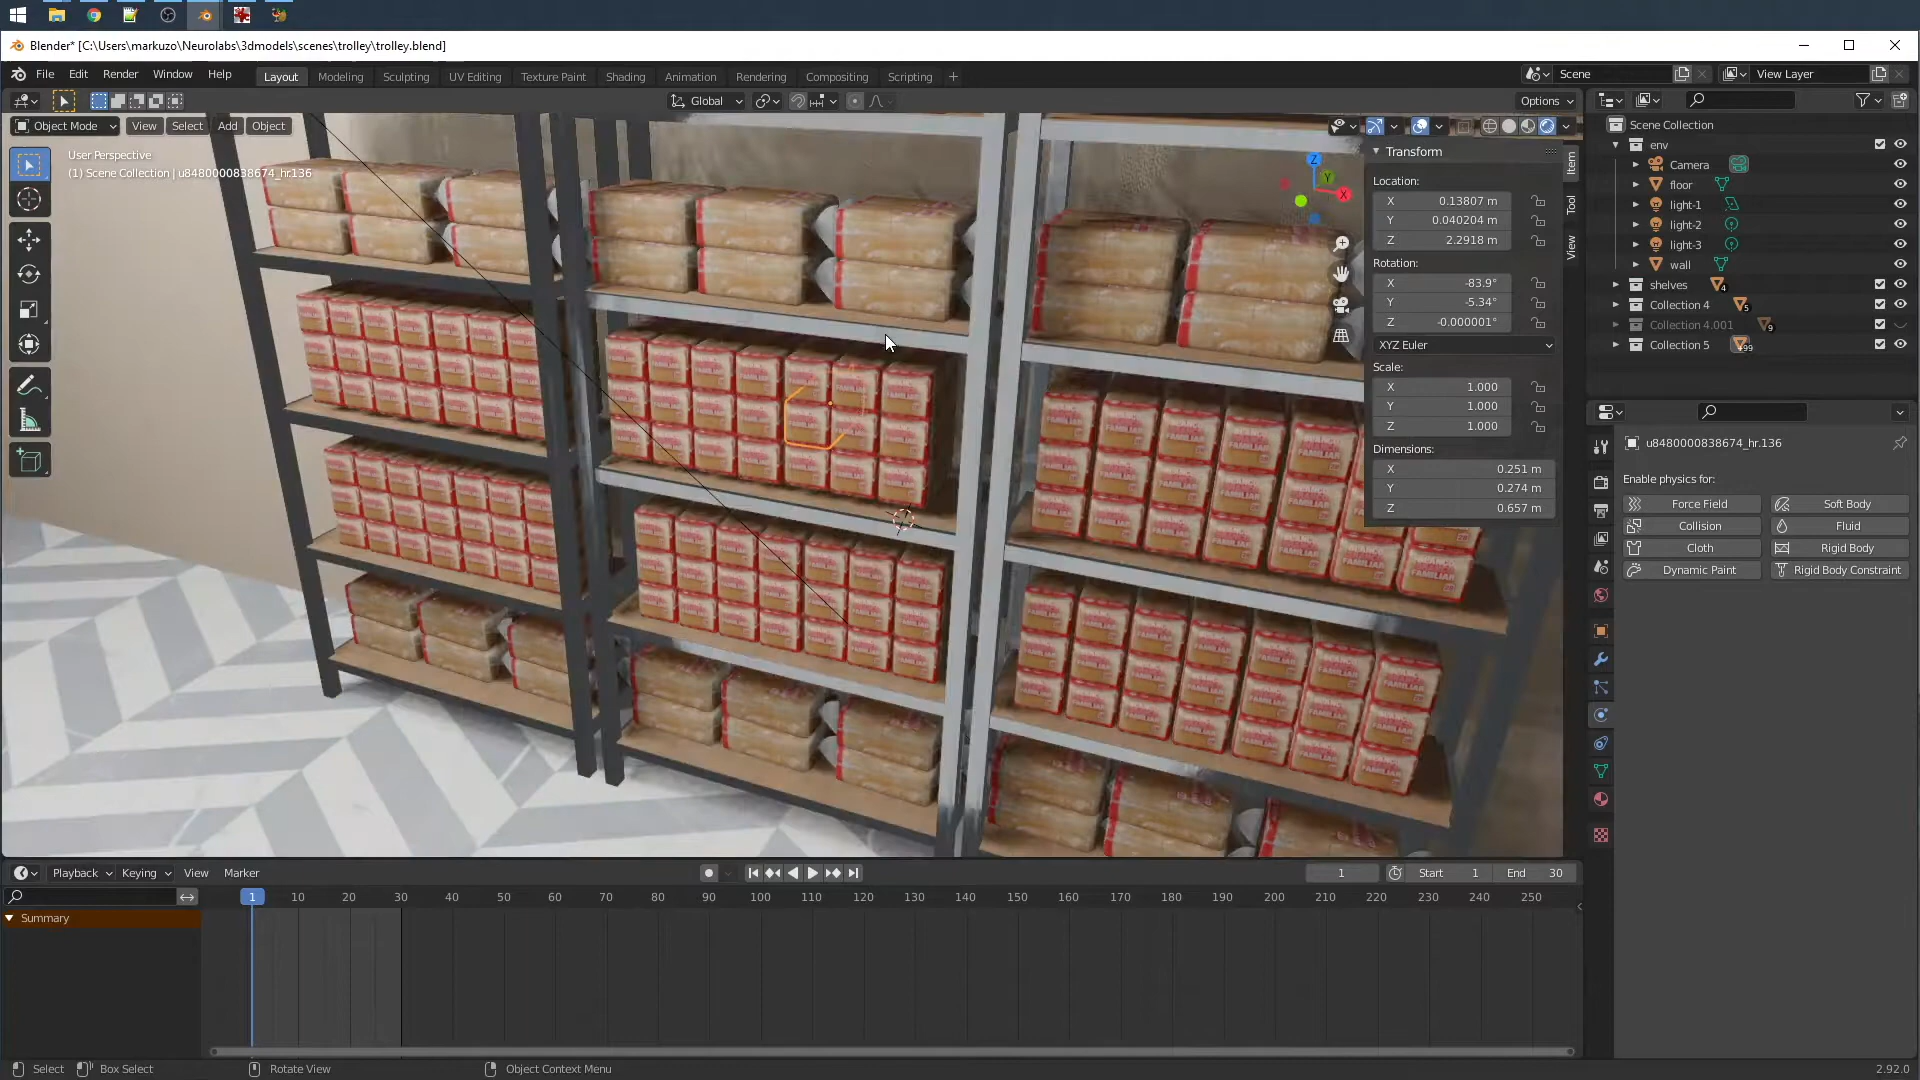 Blender* [C:\Users\markuzo\Neurolabs\3dmodels\scenes\trolley\trolley.blend]
File Edit Render Window Help Layout Modeling Sculpting UV Editing Texture Paint Shading Animation Rendering Compositing Scripting Scene View Layer
Global Options
Object Mode View Select Add Object
User Perspective
(1) Scene Collection | u8480000838674_hr.136
Z
Y
X
Transform
Location:
X 0.13807 m
Y 0.040204 m
Z 2.2918 m
Rotation:
X -83.9°
Y -5.34°
Z -0.000001°
XYZ Euler
Scale:
X 1.000
Y 1.000
Z 1.000
Dimensions:
X 0.251 m
Y 0.274 m
Z 0.657 m
Item
Tool
View
FAMILIAR
Scene Collection
env
Camera
floor
light-1
light-2
light-3
wall
shelves 4
Collection 4 5
Collection 4.001 9
Collection 5 +99
u8480000838674_hr.136
Enable physics for:
Force Field Soft Body
Collision Fluid
Cloth Rigid Body
Dynamic Paint Rigid Body Constraint
Playback Keying View Marker 1 Start 1 End 30
1 10 20 30 40 50 60 70 80 90 100 110 120 130 140 150 160 170 180 190 200 210 220 230 240 250
Summary
Select Box Select Rotate View Object Context Menu 2.92.0